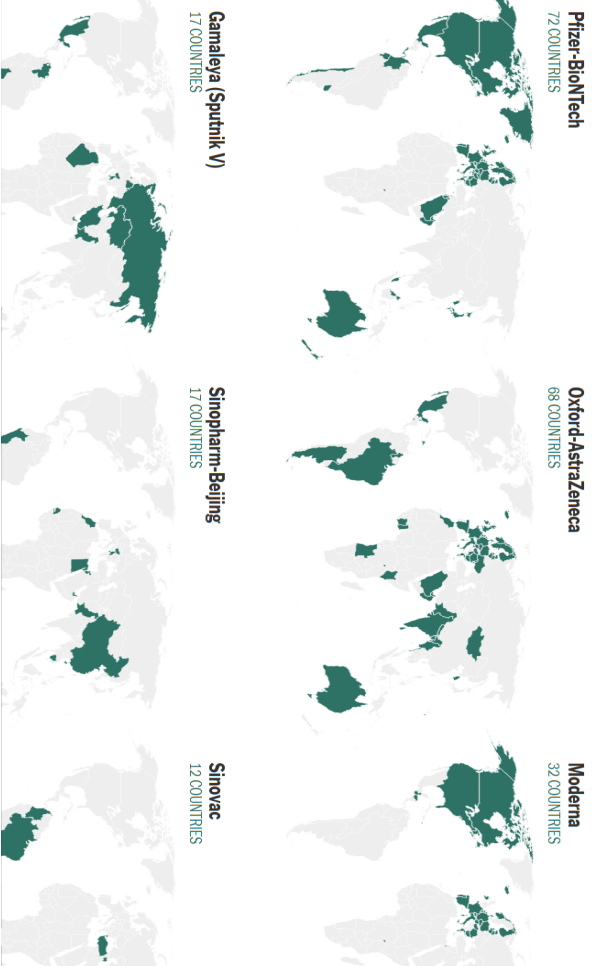 Pfizer-BioNTech
72 COUNTRIES
Oxford-AstraZeneca
68 COUNTRIES
Moderna
32 COUNTRIES
Gamaleya (Sputnik V)
17 COUNTRIES
Sinopharm-Beijing
17 COUNTRIES
Sinovac
12 COUNTRIES